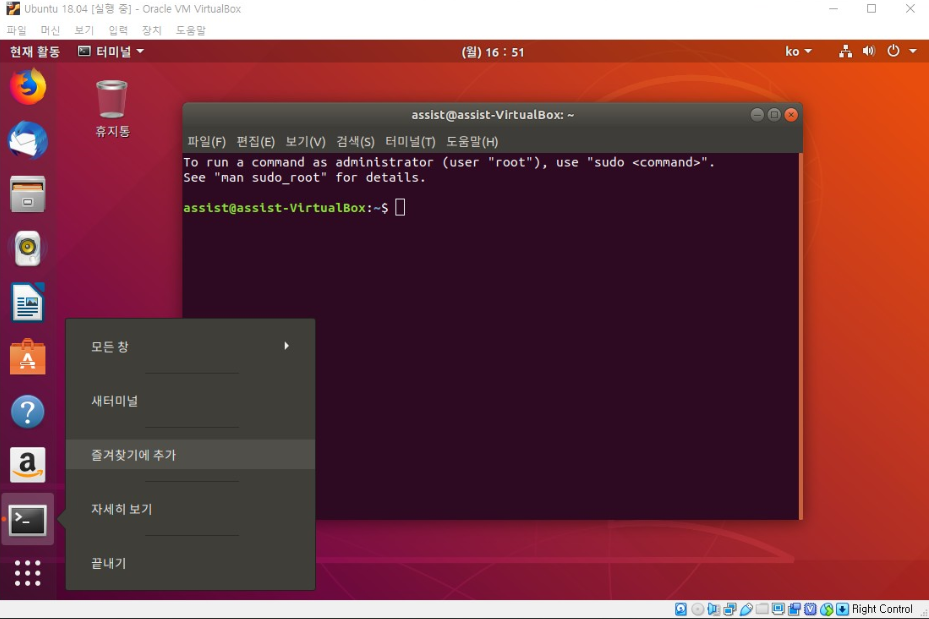 Ubuntu 18.04 [실행 중] - Oracle VM VirtualBox
파일 머신 보기 입력 장치 도움말
현재 활동 터미널 (월) 16 : 51 ko
휴지통
assist@assist-VirtualBox: ~
파일(F) 편집(E) 보기(V) 검색(S) 터미널(T) 도움말(H)
To run a command as administrator (user "root"), use "sudo <command>".
See "man sudo_root" for details.
assist@assist-VirtualBox:~$
모든 창
새터미널
즐겨찾기에 추가
자세히 보기
끝내기
Right Control